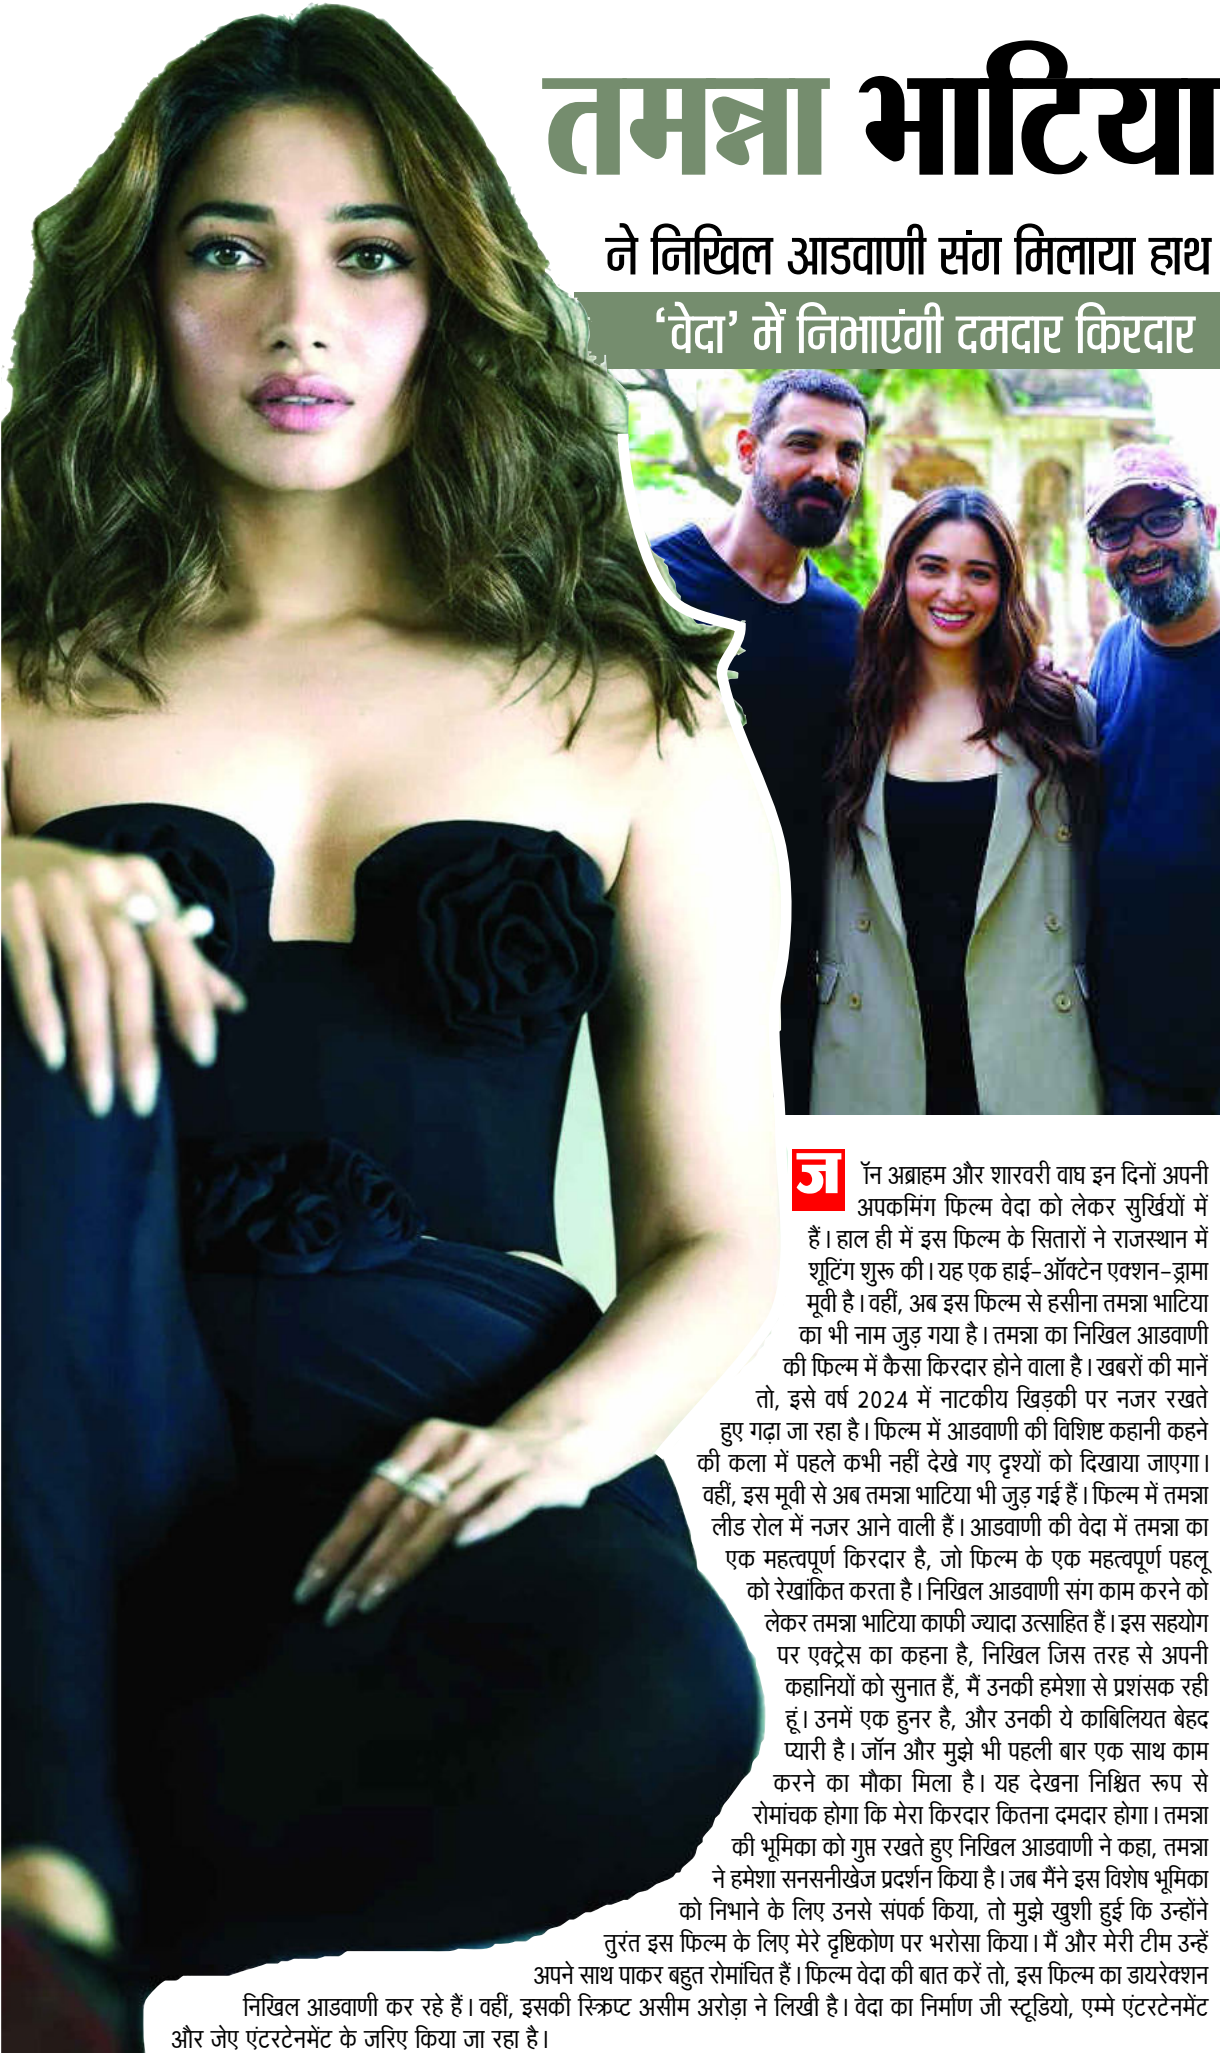 तमन्ना भाटिया
ने निखिल आडवाणी संग मिलाया हाथ
‘वेदा’ में निभाएंगी दमदार किरदार
जॉन अब्राहम और शारवरी वाघ इन दिनों अपनी
अपकमिंग फिल्म वेदा को लेकर सुर्खियों में
हैं। हाल ही में इस फिल्म के सितारों ने राजस्थान में
शूटिंग शुरू की। यह एक हाई-ऑक्टेन एक्शन-ड्रामा
मूवी है। वहीं, अब इस फिल्म से हसीना तमन्ना भाटिया
का भी नाम जुड़ गया है। तमन्ना का निखिल आडवाणी
की फिल्म में कैसा किरदार होने वाला है। खबरों की मानें
तो, इसे वर्ष 2024 में नाटकीय खिड़की पर नजर रखते
हुए गढ़ा जा रहा है। फिल्म में आडवाणी की विशिष्ट कहानी कहने
की कला में पहले कभी नहीं देखे गए दृश्यों को दिखाया जाएगा।
वहीं, इस मूवी से अब तमन्ना भाटिया भी जुड़ गई हैं। फिल्म में तमन्ना
लीड रोल में नजर आने वाली हैं। आडवाणी की वेदा में तमन्ना का
एक महत्वपूर्ण किरदार है, जो फिल्म के एक महत्वपूर्ण पहलू
को रेखांकित करता है। निखिल आडवाणी संग काम करने को
लेकर तमन्ना भाटिया काफी ज्यादा उत्साहित हैं। इस सहयोग
पर एक्ट्रेस का कहना है, निखिल जिस तरह से अपनी
कहानियों को सुनात हैं, मैं उनकी हमेशा से प्रशंसक रही
हूं। उनमें एक हुनर है, और उनकी ये काबिलियत बेहद
प्यारी है। जॉन और मुझे भी पहली बार एक साथ काम
करने का मौका मिला है। यह देखना निश्चित रूप से
रोमांचक होगा कि मेरा किरदार कितना दमदार होगा। तमन्ना
की भूमिका को गुप्त रखते हुए निखिल आडवाणी ने कहा, तमन्ना
ने हमेशा सनसनीखेज प्रदर्शन किया है। जब मैंने इस विशेष भूमिका
को निभाने के लिए उनसे संपर्क किया, तो मुझे खुशी हुई कि उन्होंने
तुरंत इस फिल्म के लिए मेरे दृष्टिकोण पर भरोसा किया। मैं और मेरी टीम उन्हें
अपने साथ पाकर बहुत रोमांचित हैं। फिल्म वेदा की बात करें तो, इस फिल्म का डायरेक्शन
निखिल आडवाणी कर रहे हैं। वहीं, इसकी स्क्रिप्ट असीम अरोड़ा ने लिखी है। वेदा का निर्माण जी स्टूडियो, एम्मे एंटरटेनमेंट
और जेए एंटरटेनमेंट के जरिए किया जा रहा है।